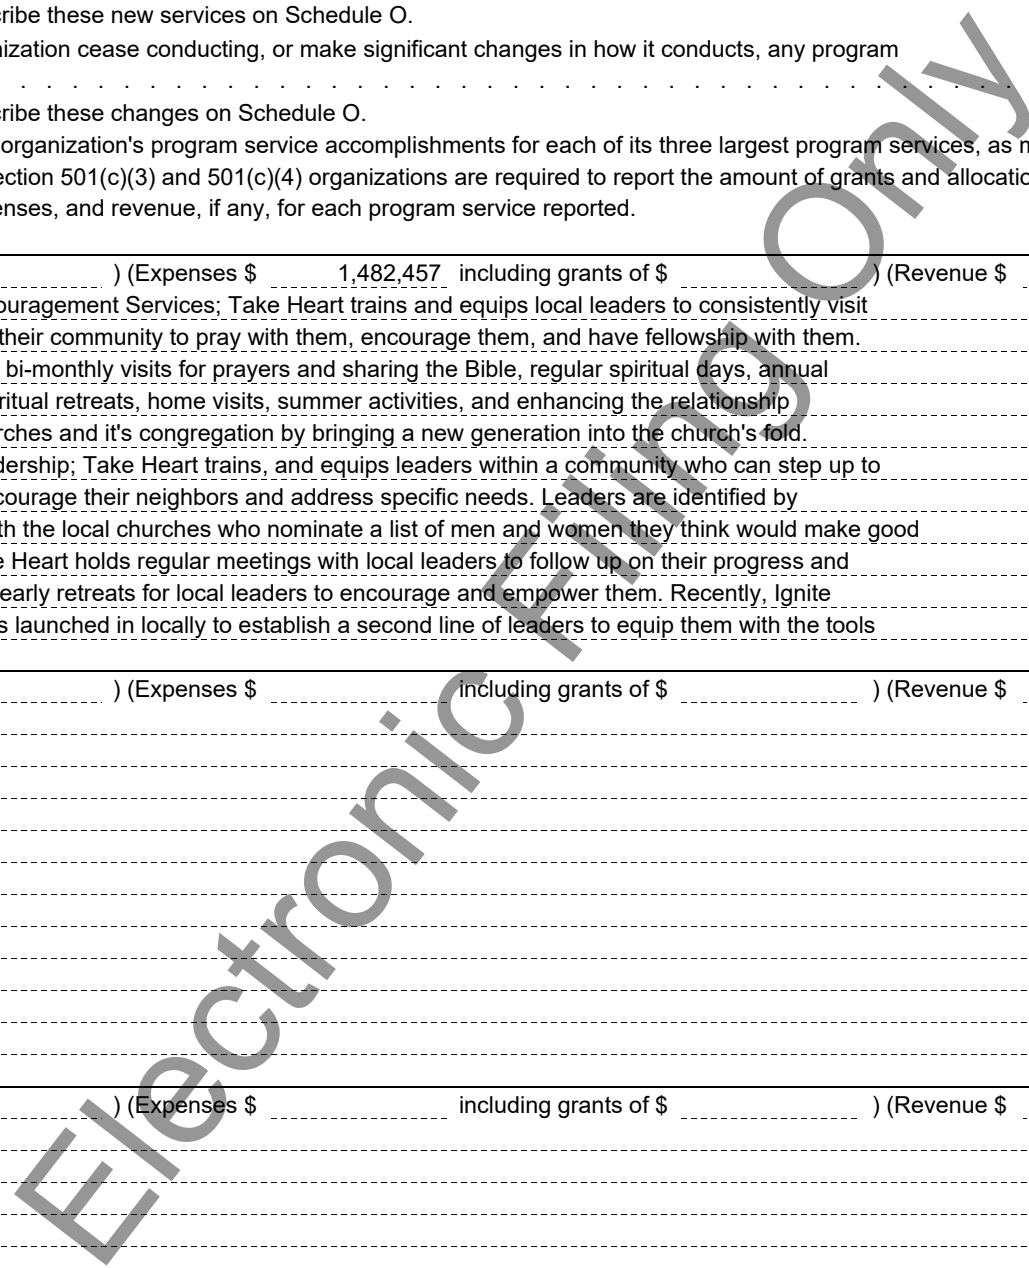 ribe these new services on Schedule O.
nization cease conducting, or make significant changes in how it conducts, any program
. . . . . . . . . . . . . . . . . . . . . . . . . . . . . . . . . . . . . . .
ribe these changes on Schedule O.
organization's program service accomplishments for each of its three largest program services, as m
ection 501(c)(3) and 501(c)(4) organizations are required to report the amount of grants and allocatio
enses, and revenue, if any, for each program service reported.
) (Expenses $ 1,482,457 including grants of $ ) (Revenue $
ouragement Services; Take Heart trains and equips local leaders to consistently visit
their community to pray with them, encourage them, and have fellowship with them.
bi-monthly visits for prayers and sharing the Bible, regular spiritual days, annual
ritual retreats, home visits, summer activities, and enhancing the relationship
rches and it's congregation by bringing a new generation into the church's fold.
dership; Take Heart trains, and equips leaders within a community who can step up to
courage their neighbors and address specific needs. Leaders are identified by
th the local churches who nominate a list of men and women they think would make good
e Heart holds regular meetings with local leaders to follow up on their progress and
early retreats for local leaders to encourage and empower them. Recently, Ignite
s launched in locally to establish a second line of leaders to equip them with the tools
) (Expenses $ including grants of $ ) (Revenue $
) (Expenses $ including grants of $ ) (Revenue $
Electronic Filing Only